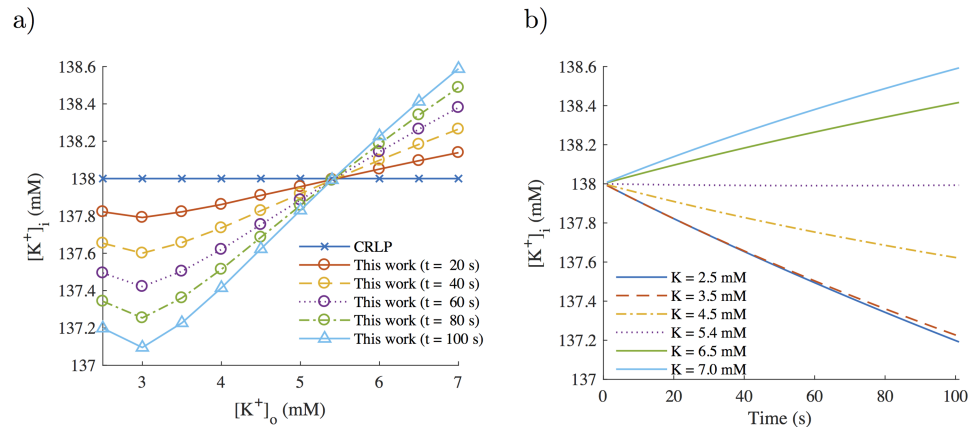 a)
138.6
138.4
138.2
138
137.8
137.6
137.4
137.2
137
[K⁺]ᵢ (mM)
3
4
5
6
7
[K⁺]ₒ (mM)
CRLP
This work (t = 20 s)
This work (t = 40 s)
This work (t = 60 s)
This work (t = 80 s)
This work (t = 100 s)
b)
138.6
138.4
138.2
138
137.8
137.6
137.4
137.2
137
[K⁺]ᵢ (mM)
0
20
40
60
80
100
Time (s)
K = 2.5 mM
K = 3.5 mM
K = 4.5 mM
K = 5.4 mM
K = 6.5 mM
K = 7.0 mM